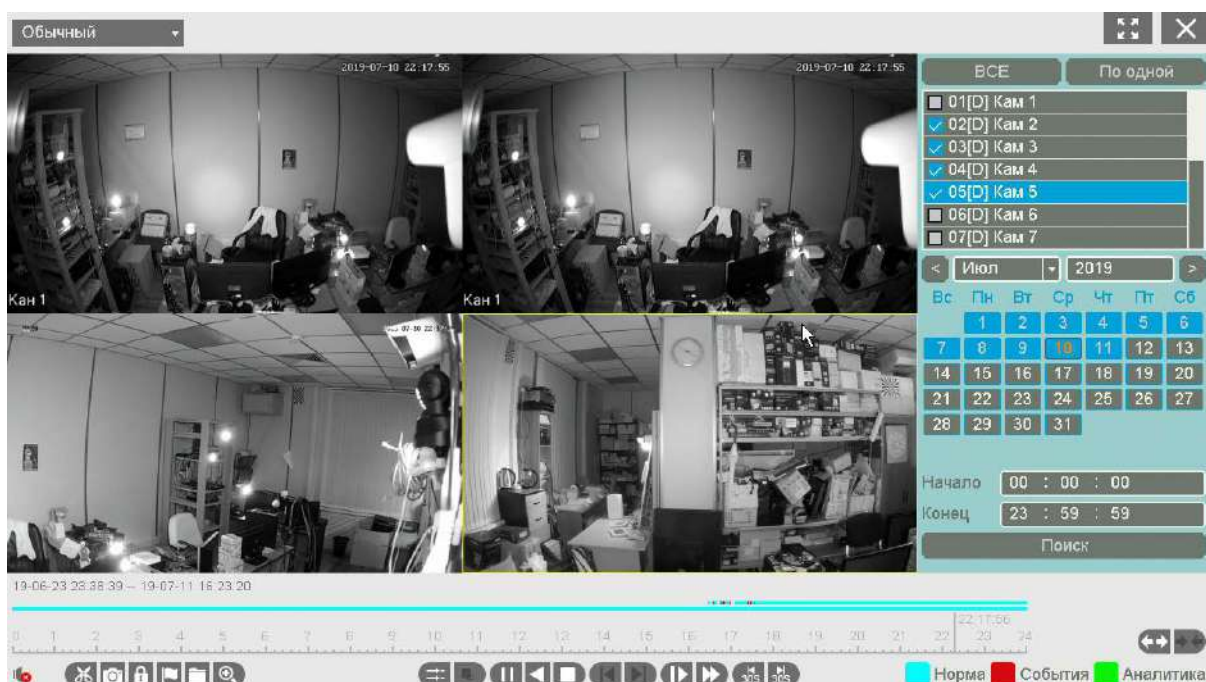 Обычный
2019-07-10 22:17:55
Кан 1
2019-07-10 22:17:55
Кан 1
ВСЕ
По одной
01[D] Кам 1
02[D] Кам 2
03[D] Кам 3
04[D] Кам 4
05[D] Кам 5
06[D] Кам 6
07[D] Кам 7
< Июл 2019 >
Вс Пн Вт Ср Чт Пт Сб
1 2 3 4 5 6
7 8 9 10 11 12 13
14 15 16 17 18 19 20
21 22 23 24 25 26 27
28 29 30 31
Начало 00 : 00 : 00
Конец 23 : 59 : 59
Поиск
19-06-23 23:38:39 -- 19-07-11 16:23:20
22:17:56
0 1 2 3 4 5 6 7 8 9 10 11 12 13 14 15 16 17 18 19 20 21 22 23 24
30S 30S
Норма События Аналитика